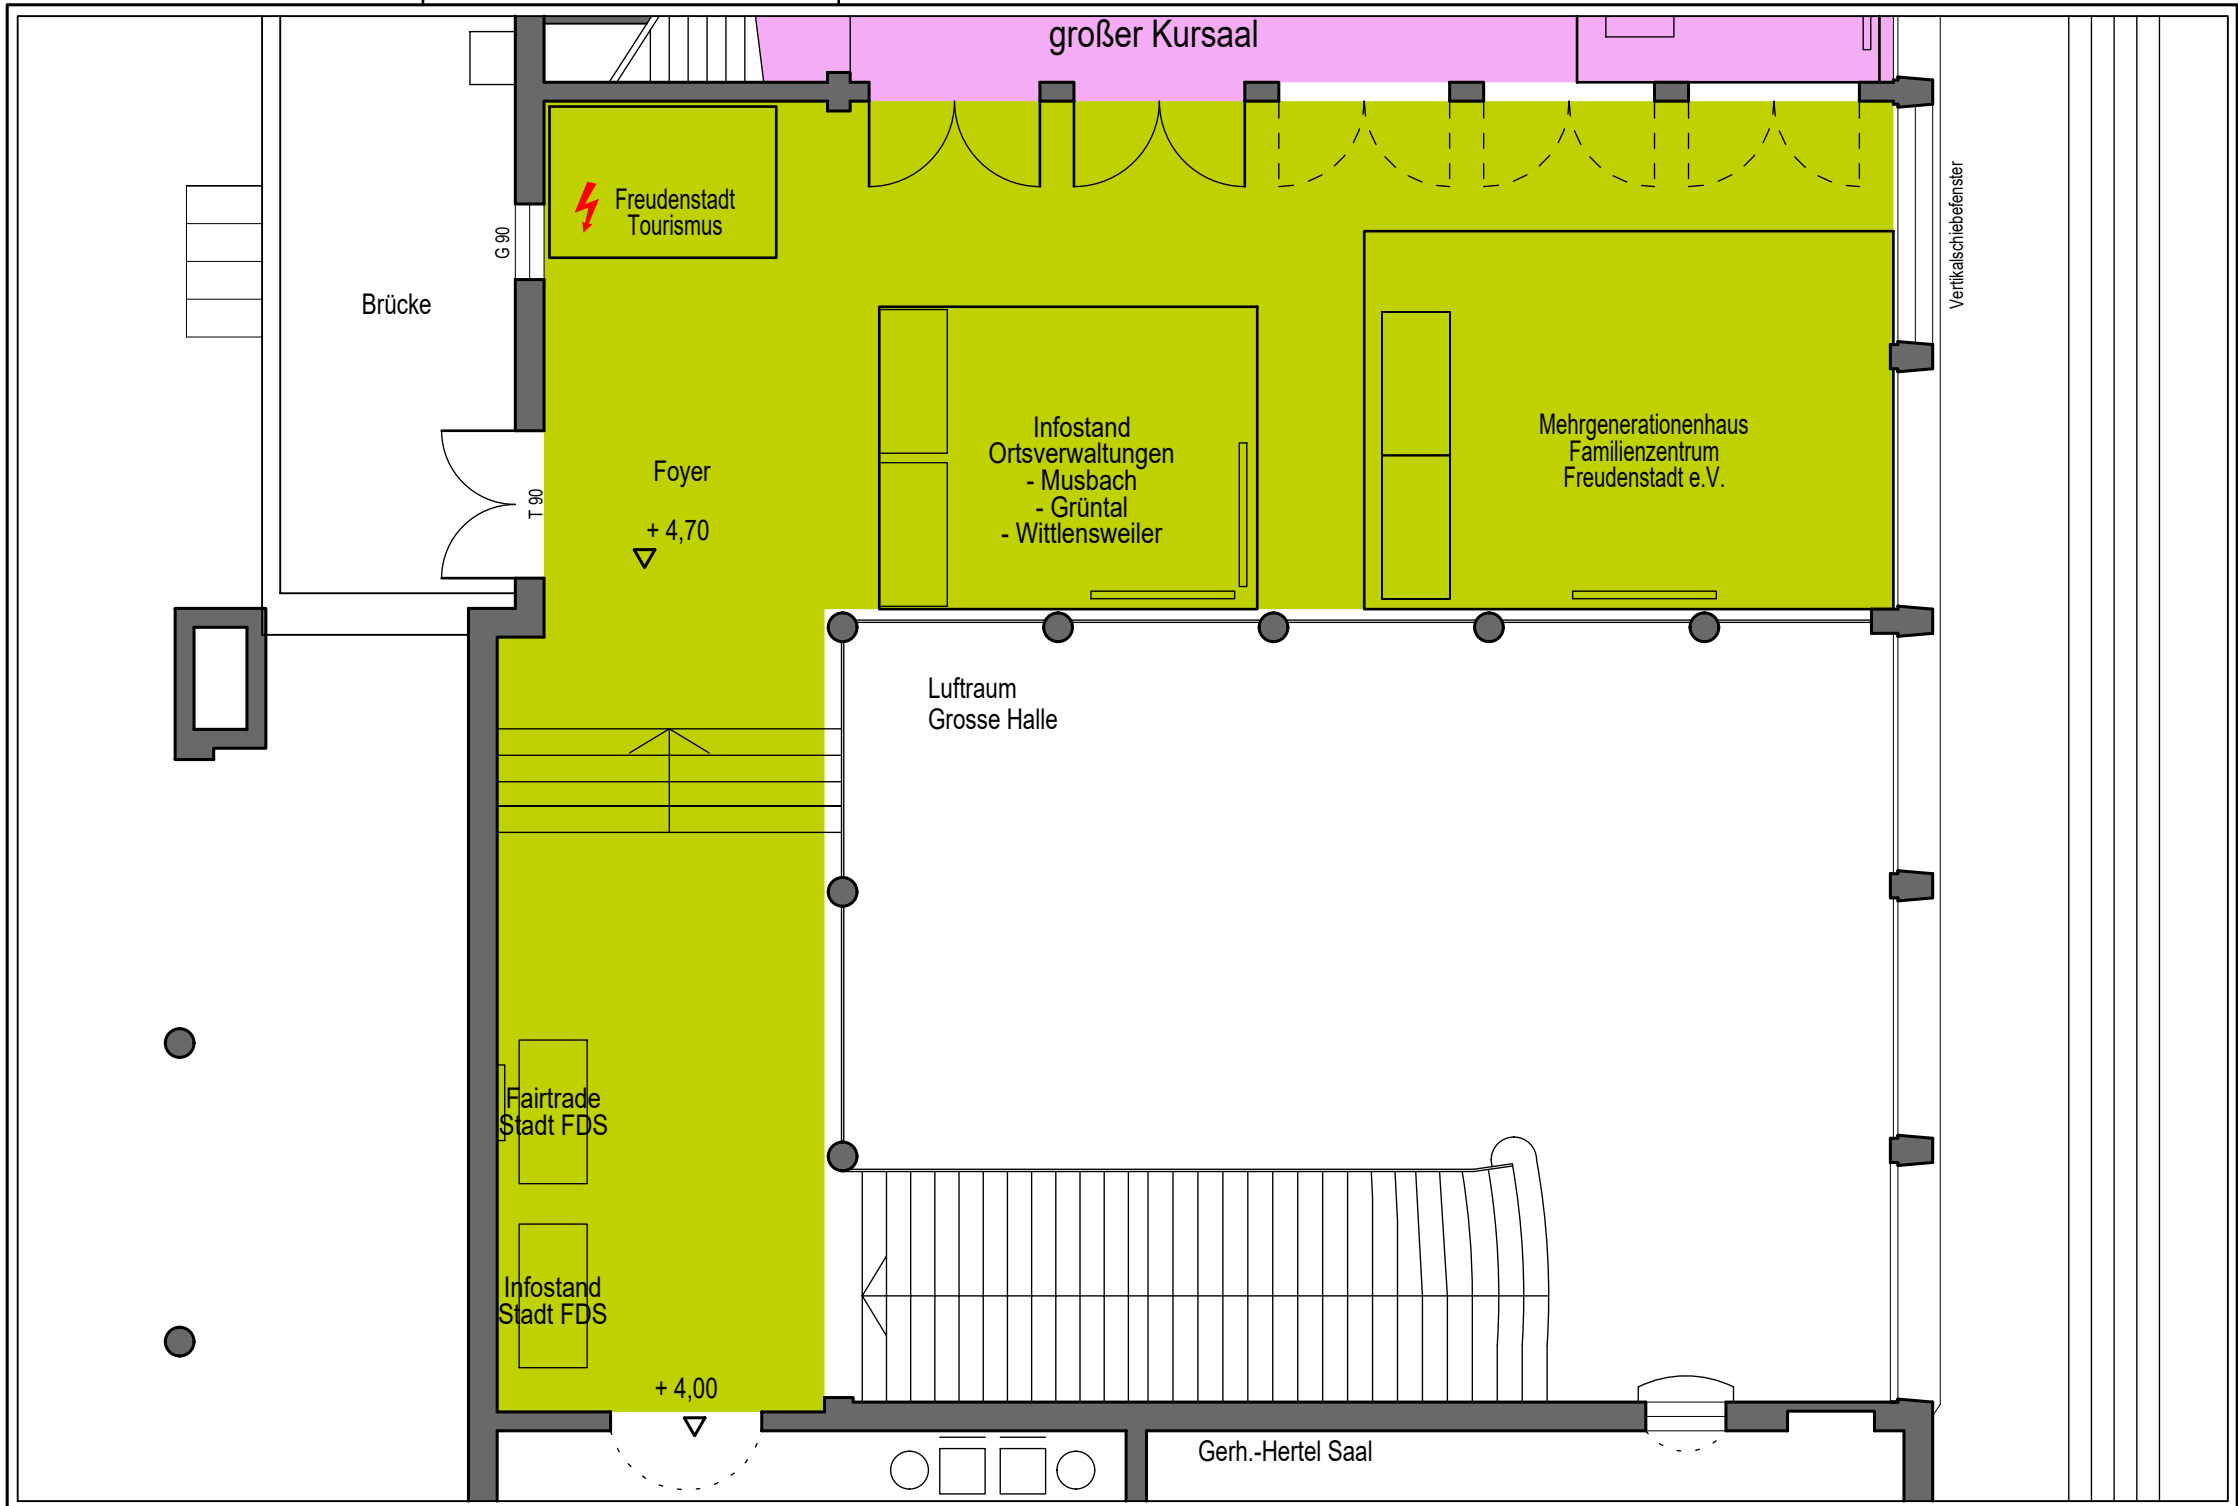 großer Kursaal
Freudenstadt
Tourismus
G 90
Vertikalschiebefenster
Brücke
Infostand
Ortsverwaltungen
- Musbach
- Grüntal
- Wittlensweiler
Mehrgenerationenhaus
Familienzentrum
Freudenstadt e.V.
Foyer
T 90
+ 4,70
Luftraum
Grosse Halle
Fairtrade
Stadt FDS
Infostand
Stadt FDS
+ 4,00
Gerh.-Hertel Saal